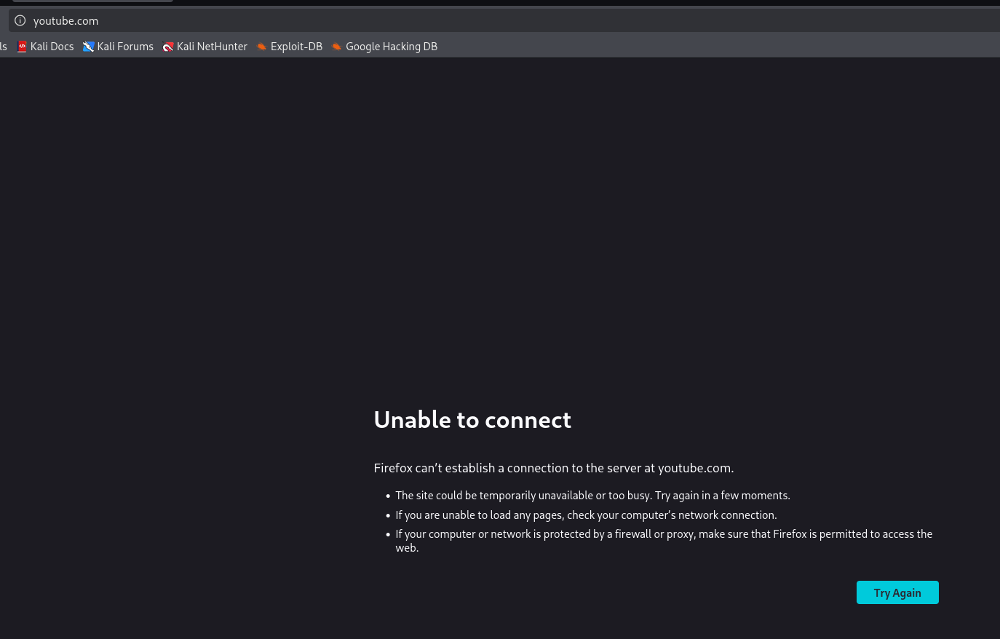 youtube.com
ls Kali Docs Kali Forums Kali NetHunter Exploit-DB Google Hacking DB
Unable to connect
Firefox can’t establish a connection to the server at youtube.com.
• The site could be temporarily unavailable or too busy. Try again in a few moments.
• If you are unable to load any pages, check your computer’s network connection.
• If your computer or network is protected by a firewall or proxy, make sure that Firefox is permitted to access the
web.
Try Again